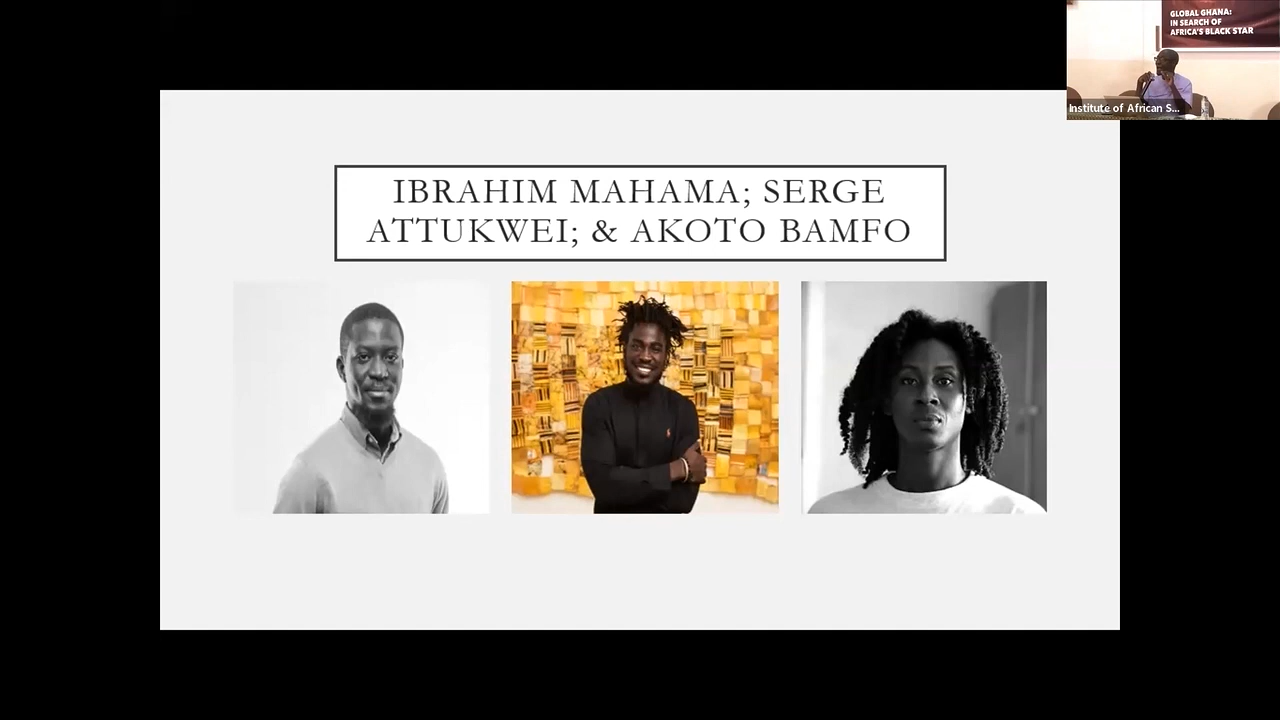 GLOBAL GHANA:
IN SEARCH OF
AFRICA'S BLACK STAR
Institute of African S...
IBRAHIM MAHAMA; SERGE
ATTUKWEI; & AKOTO BAMFO